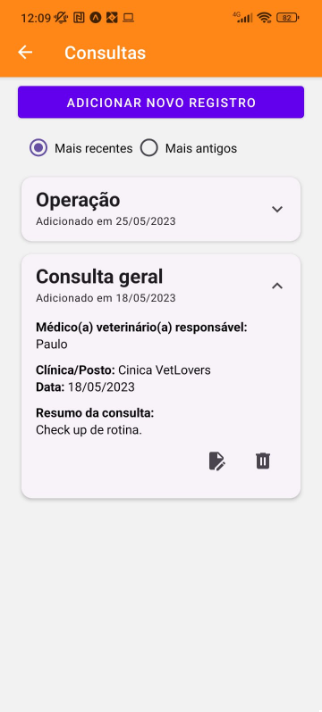 12:09 4G 82
Consultas
ADICIONAR NOVO REGISTRO
Mais recentes Mais antigos
Operação
Adicionado em 25/05/2023
Consulta geral
Adicionado em 18/05/2023
Médico(a) veterinário(a) responsável:
Paulo
Clínica/Posto: Cinica VetLovers
Data: 18/05/2023
Resumo da consulta:
Check up de rotina.